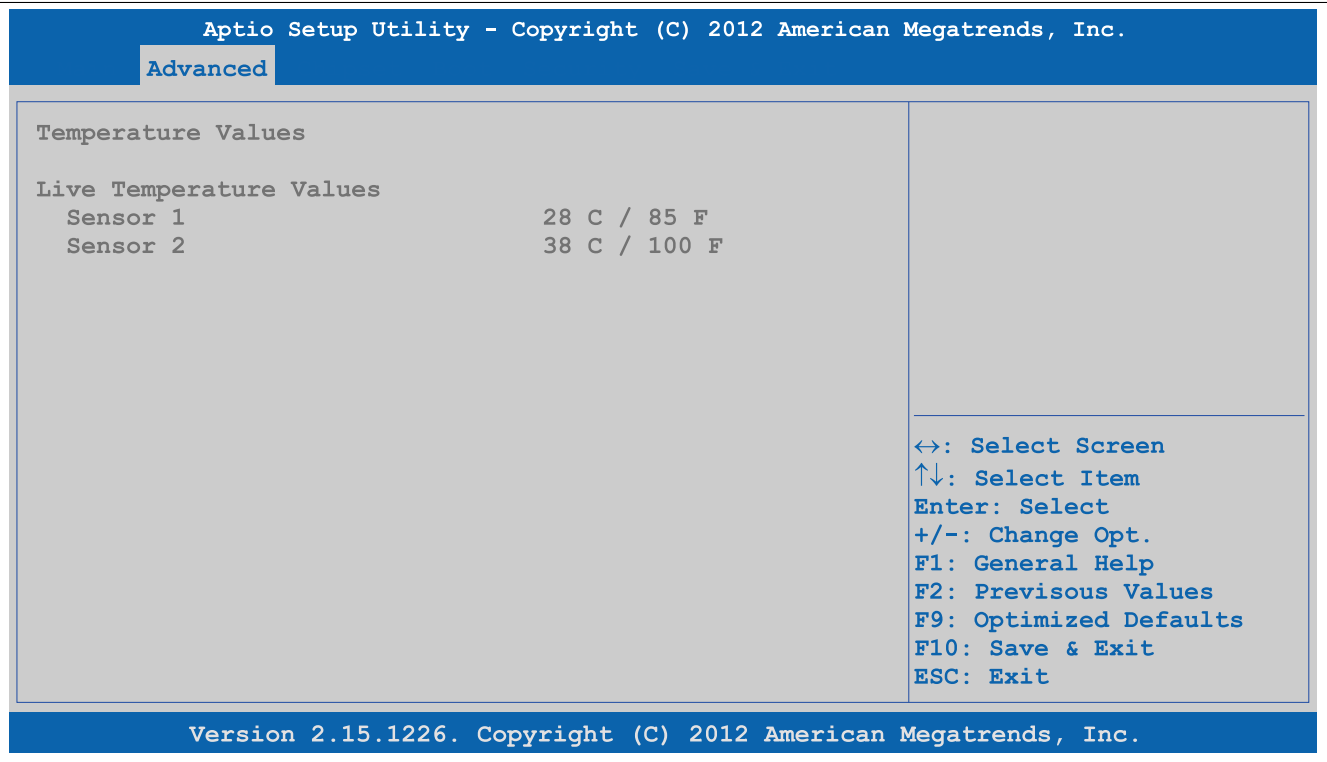 Aptio Setup Utility - Copyright (C) 2012 American Megatrends, Inc.
Advanced
Temperature Values
Live Temperature Values
Sensor 1 28 C / 85 F
Sensor 2 38 C / 100 F
↔: Select Screen
↑↓: Select Item
Enter: Select
+/-: Change Opt.
F1: General Help
F2: Previsous Values
F9: Optimized Defaults
F10: Save & Exit
ESC: Exit
Version 2.15.1226. Copyright (C) 2012 American Megatrends, Inc.